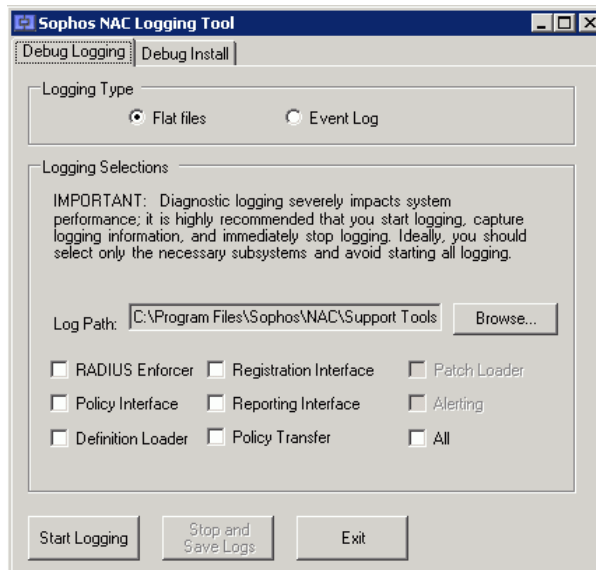 Sophos NAC Logging Tool
Debug Logging Debug Install
Logging Type
Flat files Event Log
Logging Selections
IMPORTANT: Diagnostic logging severely impacts system
performance; it is highly recommended that you start logging, capture
logging information, and immediately stop logging. Ideally, you should
select only the necessary subsystems and avoid starting all logging.
Log Path: C:\Program Files\Sophos\NAC\Support Tools Browse...
RADIUS Enforcer Registration Interface Patch Loader
Policy Interface Reporting Interface Alerting
Definition Loader Policy Transfer All
Start Logging Stop and
Save Logs Exit